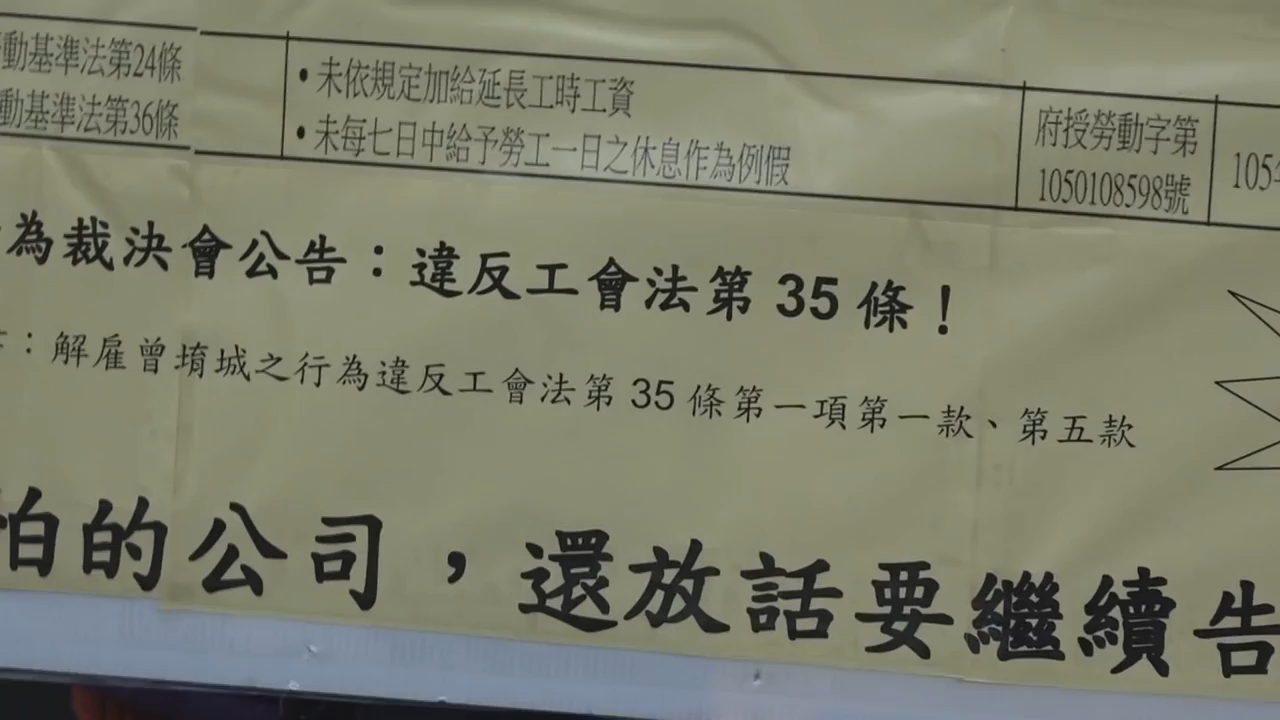 動基準法第24條
動基準法第36條
• 未依規定加給延長工時工資
• 未每七日中給予勞工一日之休息作為例假
府授勞動字第
1050108598號
105
為裁決會公告：違反工會法第 35 條！
：解雇曾堉城之行為違反工會法第 35 條第一項第一款、第五款
怕的公司，還放話要繼續告